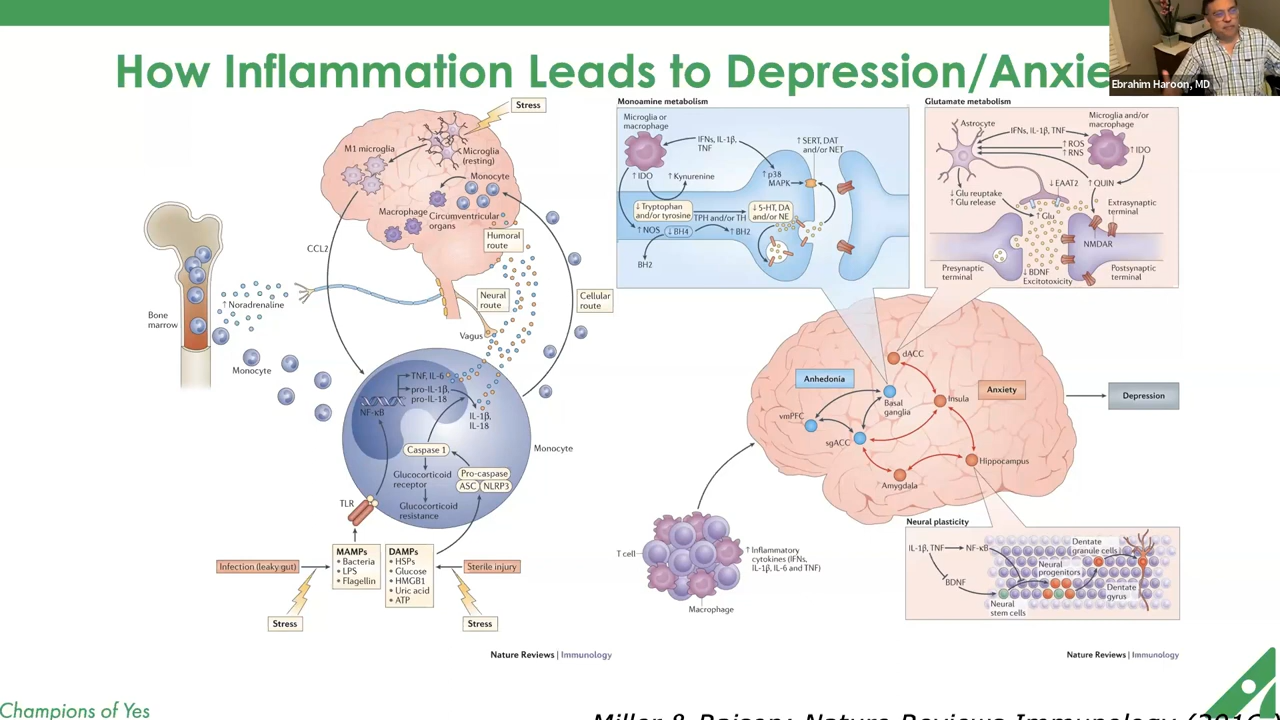 How Inflammation Leads to Depression/Anxie
Ebrahim Haroon, MD
Stress
M1 microglia
Microglia
(resting)
Monocyte
Macrophage
Circumventricular
organs
Humoral
route
CCL2
Neural
route
Cellular
route
Vagus
Bone
marrow
↑ Noradrenaline
Monocyte
TNF, IL-6
pro-IL-1β,
pro-IL-18
NF-κB
IL-1β,
IL-18
Caspase 1
Monocyte
Glucocorticoid
receptor
Pro-caspase
ASC
NLRP3
Glucocorticoid
resistance
TLR
MAMPs
• Bacteria
• LPS
• Flagellin
DAMPs
• HSPs
• Glucose
• HMGB1
• Uric acid
• ATP
Infection (leaky gut)
Sterile injury
Stress
Stress
Nature Reviews | Immunology
Monoamine metabolism
Microglia or
macrophage
IFNs, IL-1β,
TNF
↑ SERT, DAT
and/or NET
↑ IDO
↑ Kynurenine
↑ p38
MAPK
↓ Tryptophan
and/or tyrosine
TPH and/or TH
↓ 5-HT, DA
and/or NE
↑ NOS
↓ BH4
↑ BH2
BH2
Glutamate metabolism
Astrocyte
Microglia and/or
macrophage
IFNs, IL-1β, TNF
↑ ROS
↑ RNS
↑ IDO
↓ EAAT2
↑ QUIN
↓ Glu reuptake
↑ Glu release
↑ Glu
Extrasynaptic
terminal
NMDAR
Presynaptic
terminal
↓ BDNF
Excitotoxicity
Postsynaptic
terminal
dACC
Anhedonia
Basal
ganglia
Insula
Anxiety
Depression
vmPFC
sgACC
Hippocampus
Amygdala
T cell
↑ Inflammatory
cytokines (IFNs,
IL-1β, IL-6 and TNF)
Macrophage
Neural plasticity
IL-1β, TNF
NF-κB
Dentate
granule cells
Neural
progenitors
BDNF
Dentate
gyrus
Neural
stem cells
Nature Reviews | Immunology
Champions of Yes
Miller & Raison; Nature Reviews Immunology (2016